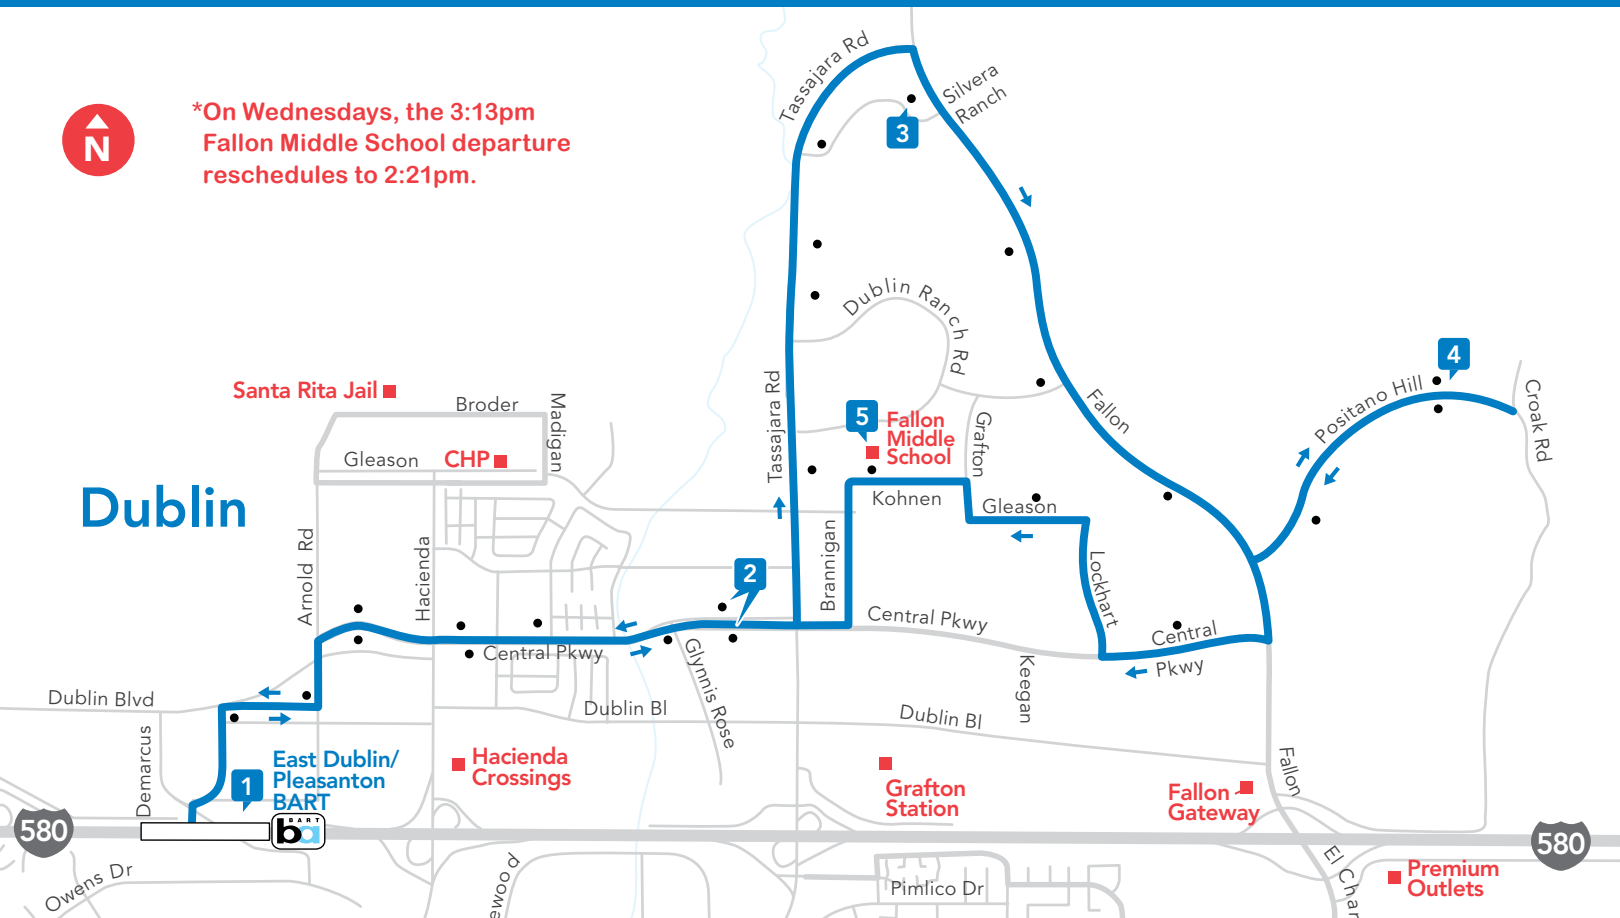 N
*On Wednesdays, the 3:13pm
Fallon Middle School departure
reschedules to 2:21pm.
Tassajara Rd
Silvera
Ranch
3
Dublin Ranch Rd
Santa Rita Jail
Broder
Madigan
Gleason
CHP
Dublin
Tassajara Rd
5
Fallon
Middle
School
Grafton
Fallon
4
Positano Hill
Croak Rd
Kohnen
Gleason
Arnold Rd
Hacienda
2
Brannigan
Lockhart
Central Pkwy
Central
Pkwy
Central Pkwy
Glynnis Rose
Keegan
Dublin Blvd
Dublin Bl
Dublin Bl
Demarcus
1
East Dublin/
Pleasanton
BART
BART
ba
Hacienda
Crossings
Grafton
Station
Fallon
Gateway
Fallon
580
580
Owens Dr
ewood
Pimlico Dr
El Char
Premium
Outlets